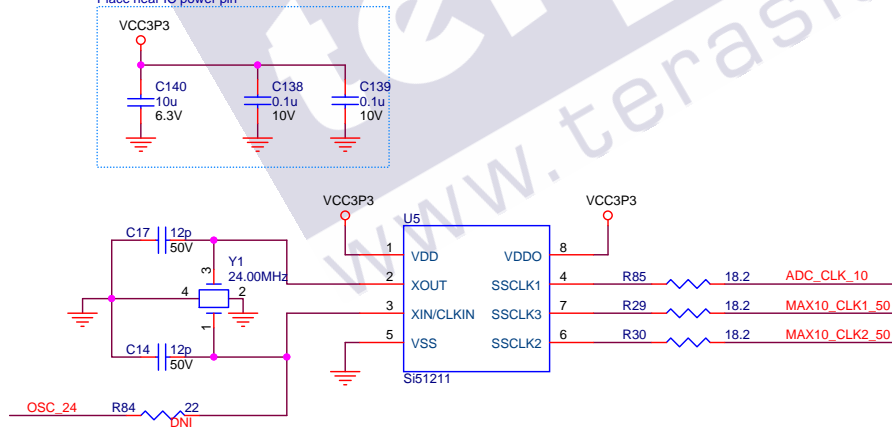 Place near IC power pin
VCC3P3
C140
10u
6.3V
C138
0.1u
10V
C139
0.1u
10V
www.terasic
VCC3P3
VCC3P3
U5
C17
12p
50V
Y1
24.00MHz
3
4
2
1
C14
12p
50V
1
VDD
VDDO
8
2
XOUT
SSCLK1
4
R85
18.2
ADC_CLK_10
3
XIN/CLKIN
SSCLK3
7
R29
18.2
MAX10_CLK1_50
5
VSS
SSCLK2
6
R30
18.2
MAX10_CLK2_50
Si51211
OSC_24
R84
22
DNI